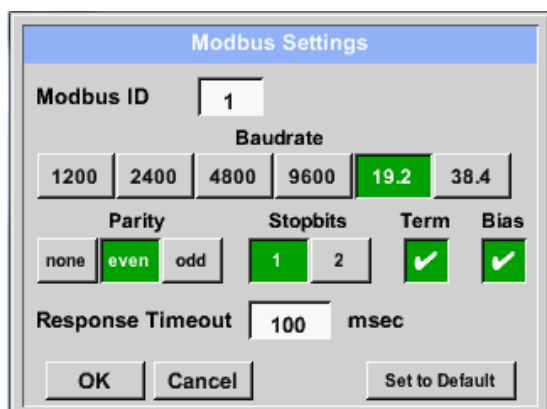 Modbus Settings
Modbus ID 1
Baudrate
1200 2400 4800 9600 19.2 38.4
Parity Stopbits Term Bias
none even odd 1 2
Response Timeout 100 msec
OK Cancel Set to Default